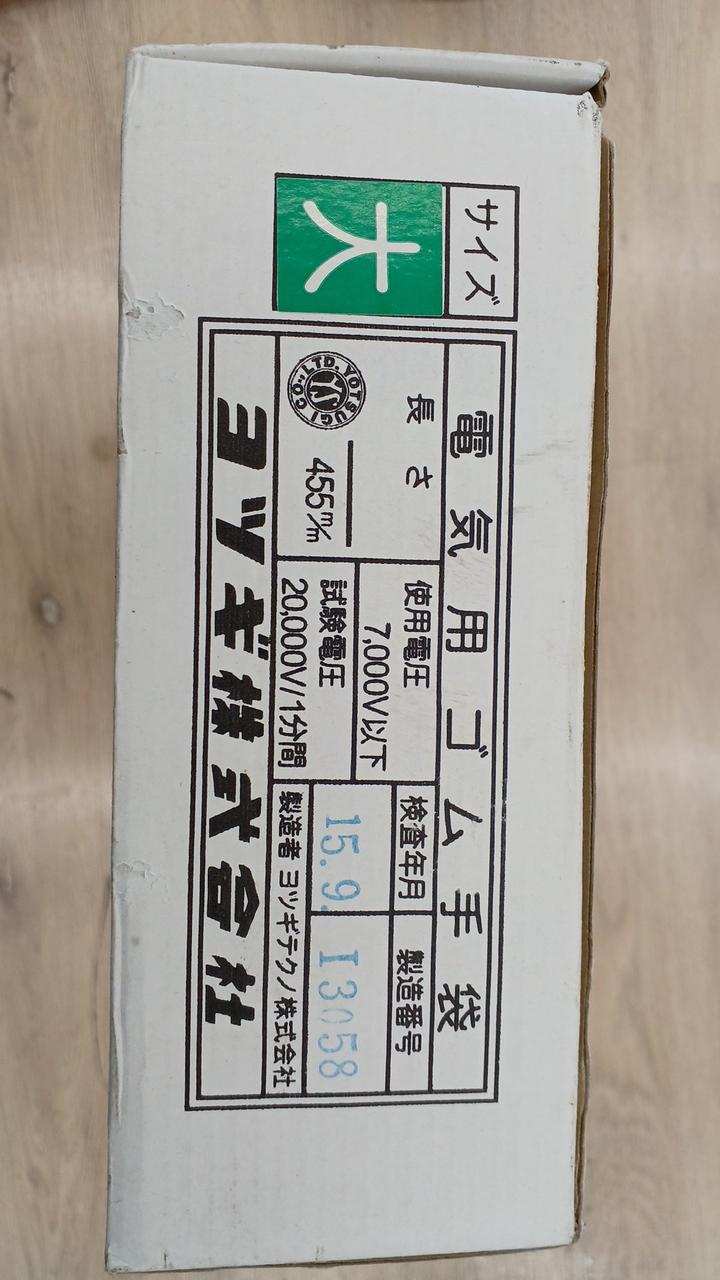 サイズ
大
電気用ゴム手袋
長さ
455m/m
使用電圧
7,000V以下
試験電圧
20,000V/1分間
検査年月
15.9.
製造番号
I3058
製造者 ヨツギテクノ株式会社
YOTSUGI CO., LTD.
ヨツギ株式會社